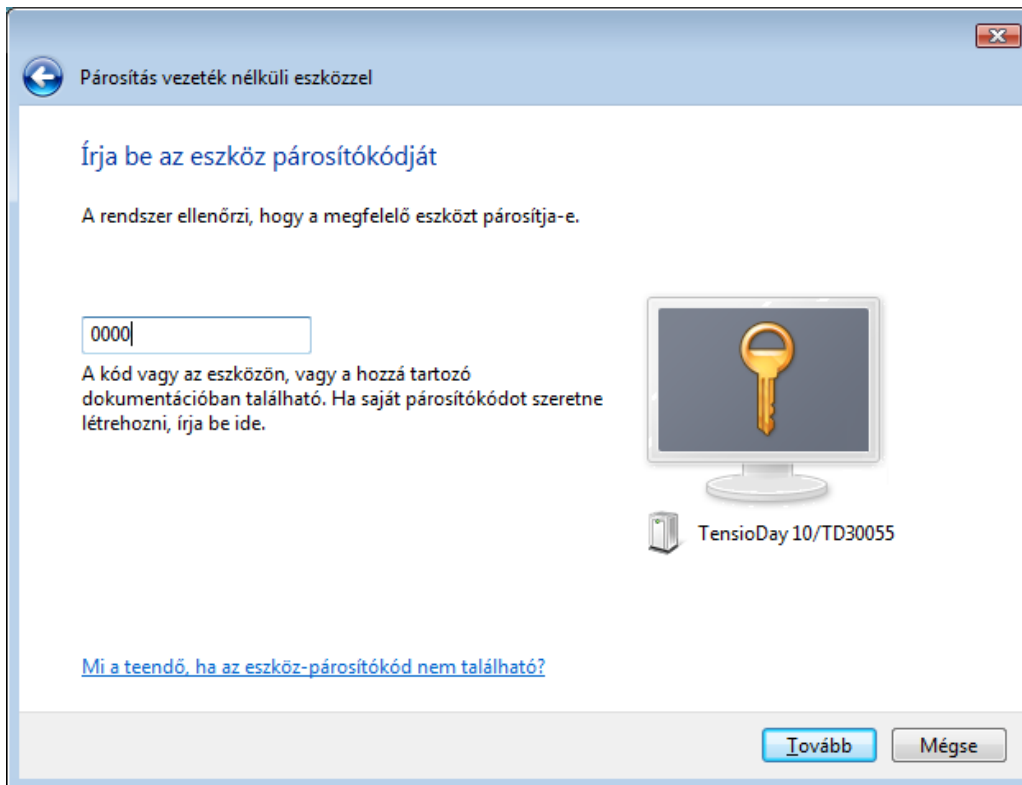 Párosítás vezeték nélküli eszközzel
Írja be az eszköz párosítókódját
A rendszer ellenőrzi, hogy a megfelelő eszközt párosítja-e.
0000
A kód vagy az eszközön, vagy a hozzá tartozó
dokumentációban található. Ha saját párosítókódot szeretne
létrehozni, írja be ide.
TensioDay 10/TD30055
Mi a teendő, ha az eszköz-párosítókód nem található?
Tovább
Mégse